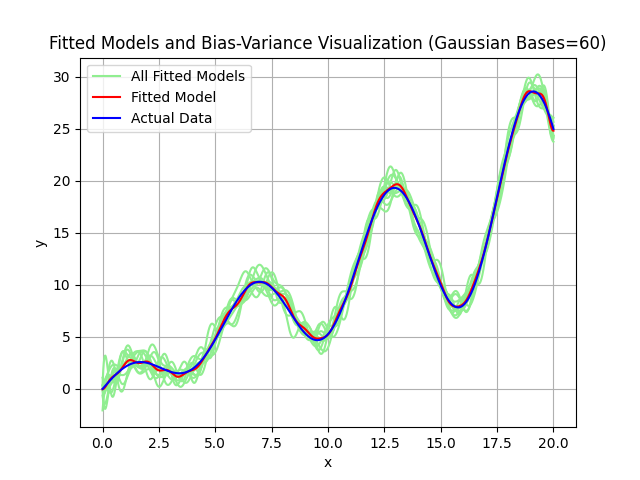 Fitted Models and Bias-Variance Visualization (Gaussian Bases=60)
All Fitted Models
Fitted Model
Actual Data
30
25
20
15
10
5
0
y
0.0 2.5 5.0 7.5 10.0 12.5 15.0 17.5 20.0
x